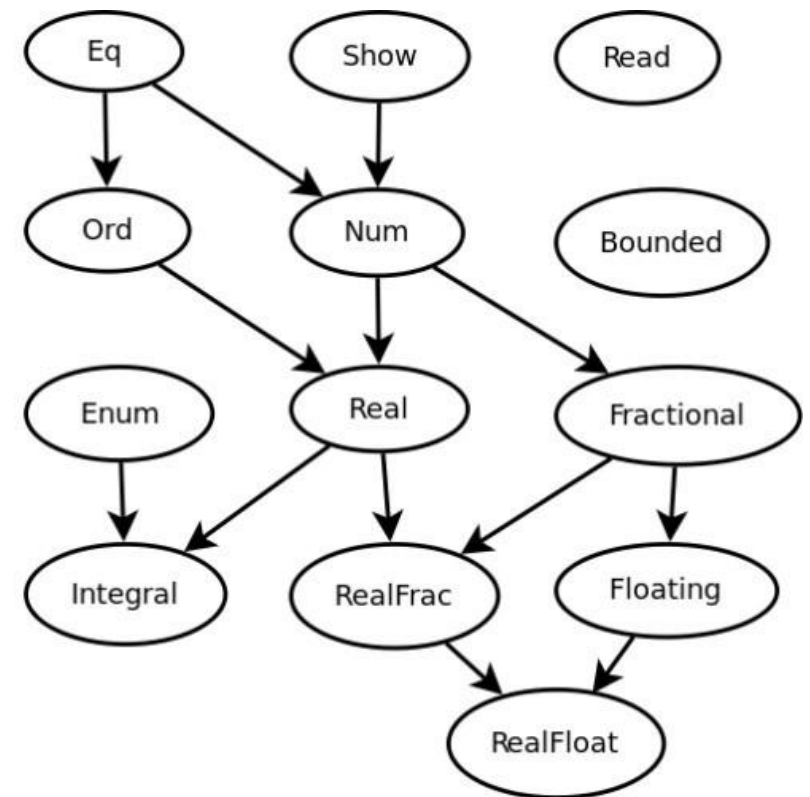 Eq
Show
Read
Ord
Num
Bounded
Enum
Real
Fractional
Integral
RealFrac
Floating
RealFloat